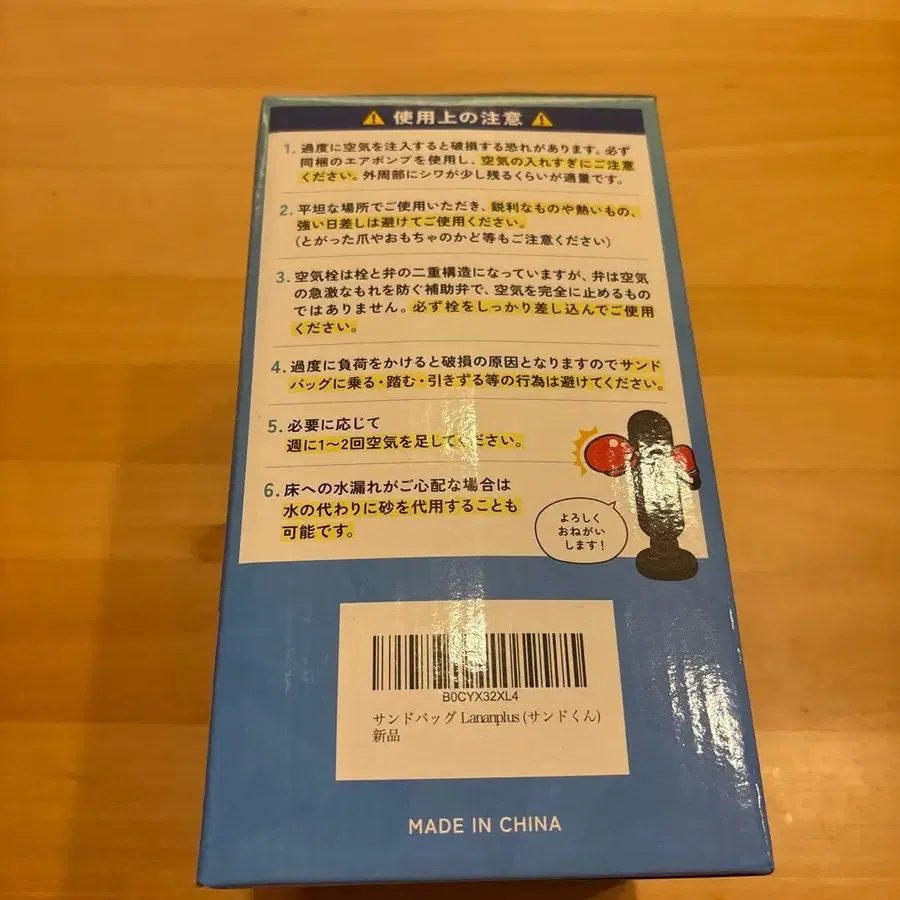 使用上の注意
1. 過度に空気を注入すると破損する恐れがあります。必ず
同梱のエアポンプを使用し、空気の入れすぎにご注意
ください。外周部にシワが少し残るくらいが適量です。
2. 平坦な場所でご使用いただき、鋭利なものや熱いもの、
強い日差しは避けてご使用ください。
(とがった爪やおもちゃのかど等もご注意ください)
3. 空気栓は栓と弁の二重構造になっていますが、弁は空気
の急激なもれを防ぐ補助弁で、空気を完全に止めるもの
ではありません。必ず栓をしっかり差し込んでご使用
ください。
4. 過度に負荷をかけると破損の原因となりますのでサンド
バッグに乗る・踏む・引きずる等の行為は避けてください。
5. 必要に応じて
週に1〜2回空気を足してください。
6. 床への水漏れがご心配な場合は
水の代わりに砂を代用することも
可能です。
よろしく
おねがい
します!
B0CYX32XL4
サンドバッグ Lananplus (サンドくん)
新品
MADE IN CHINA